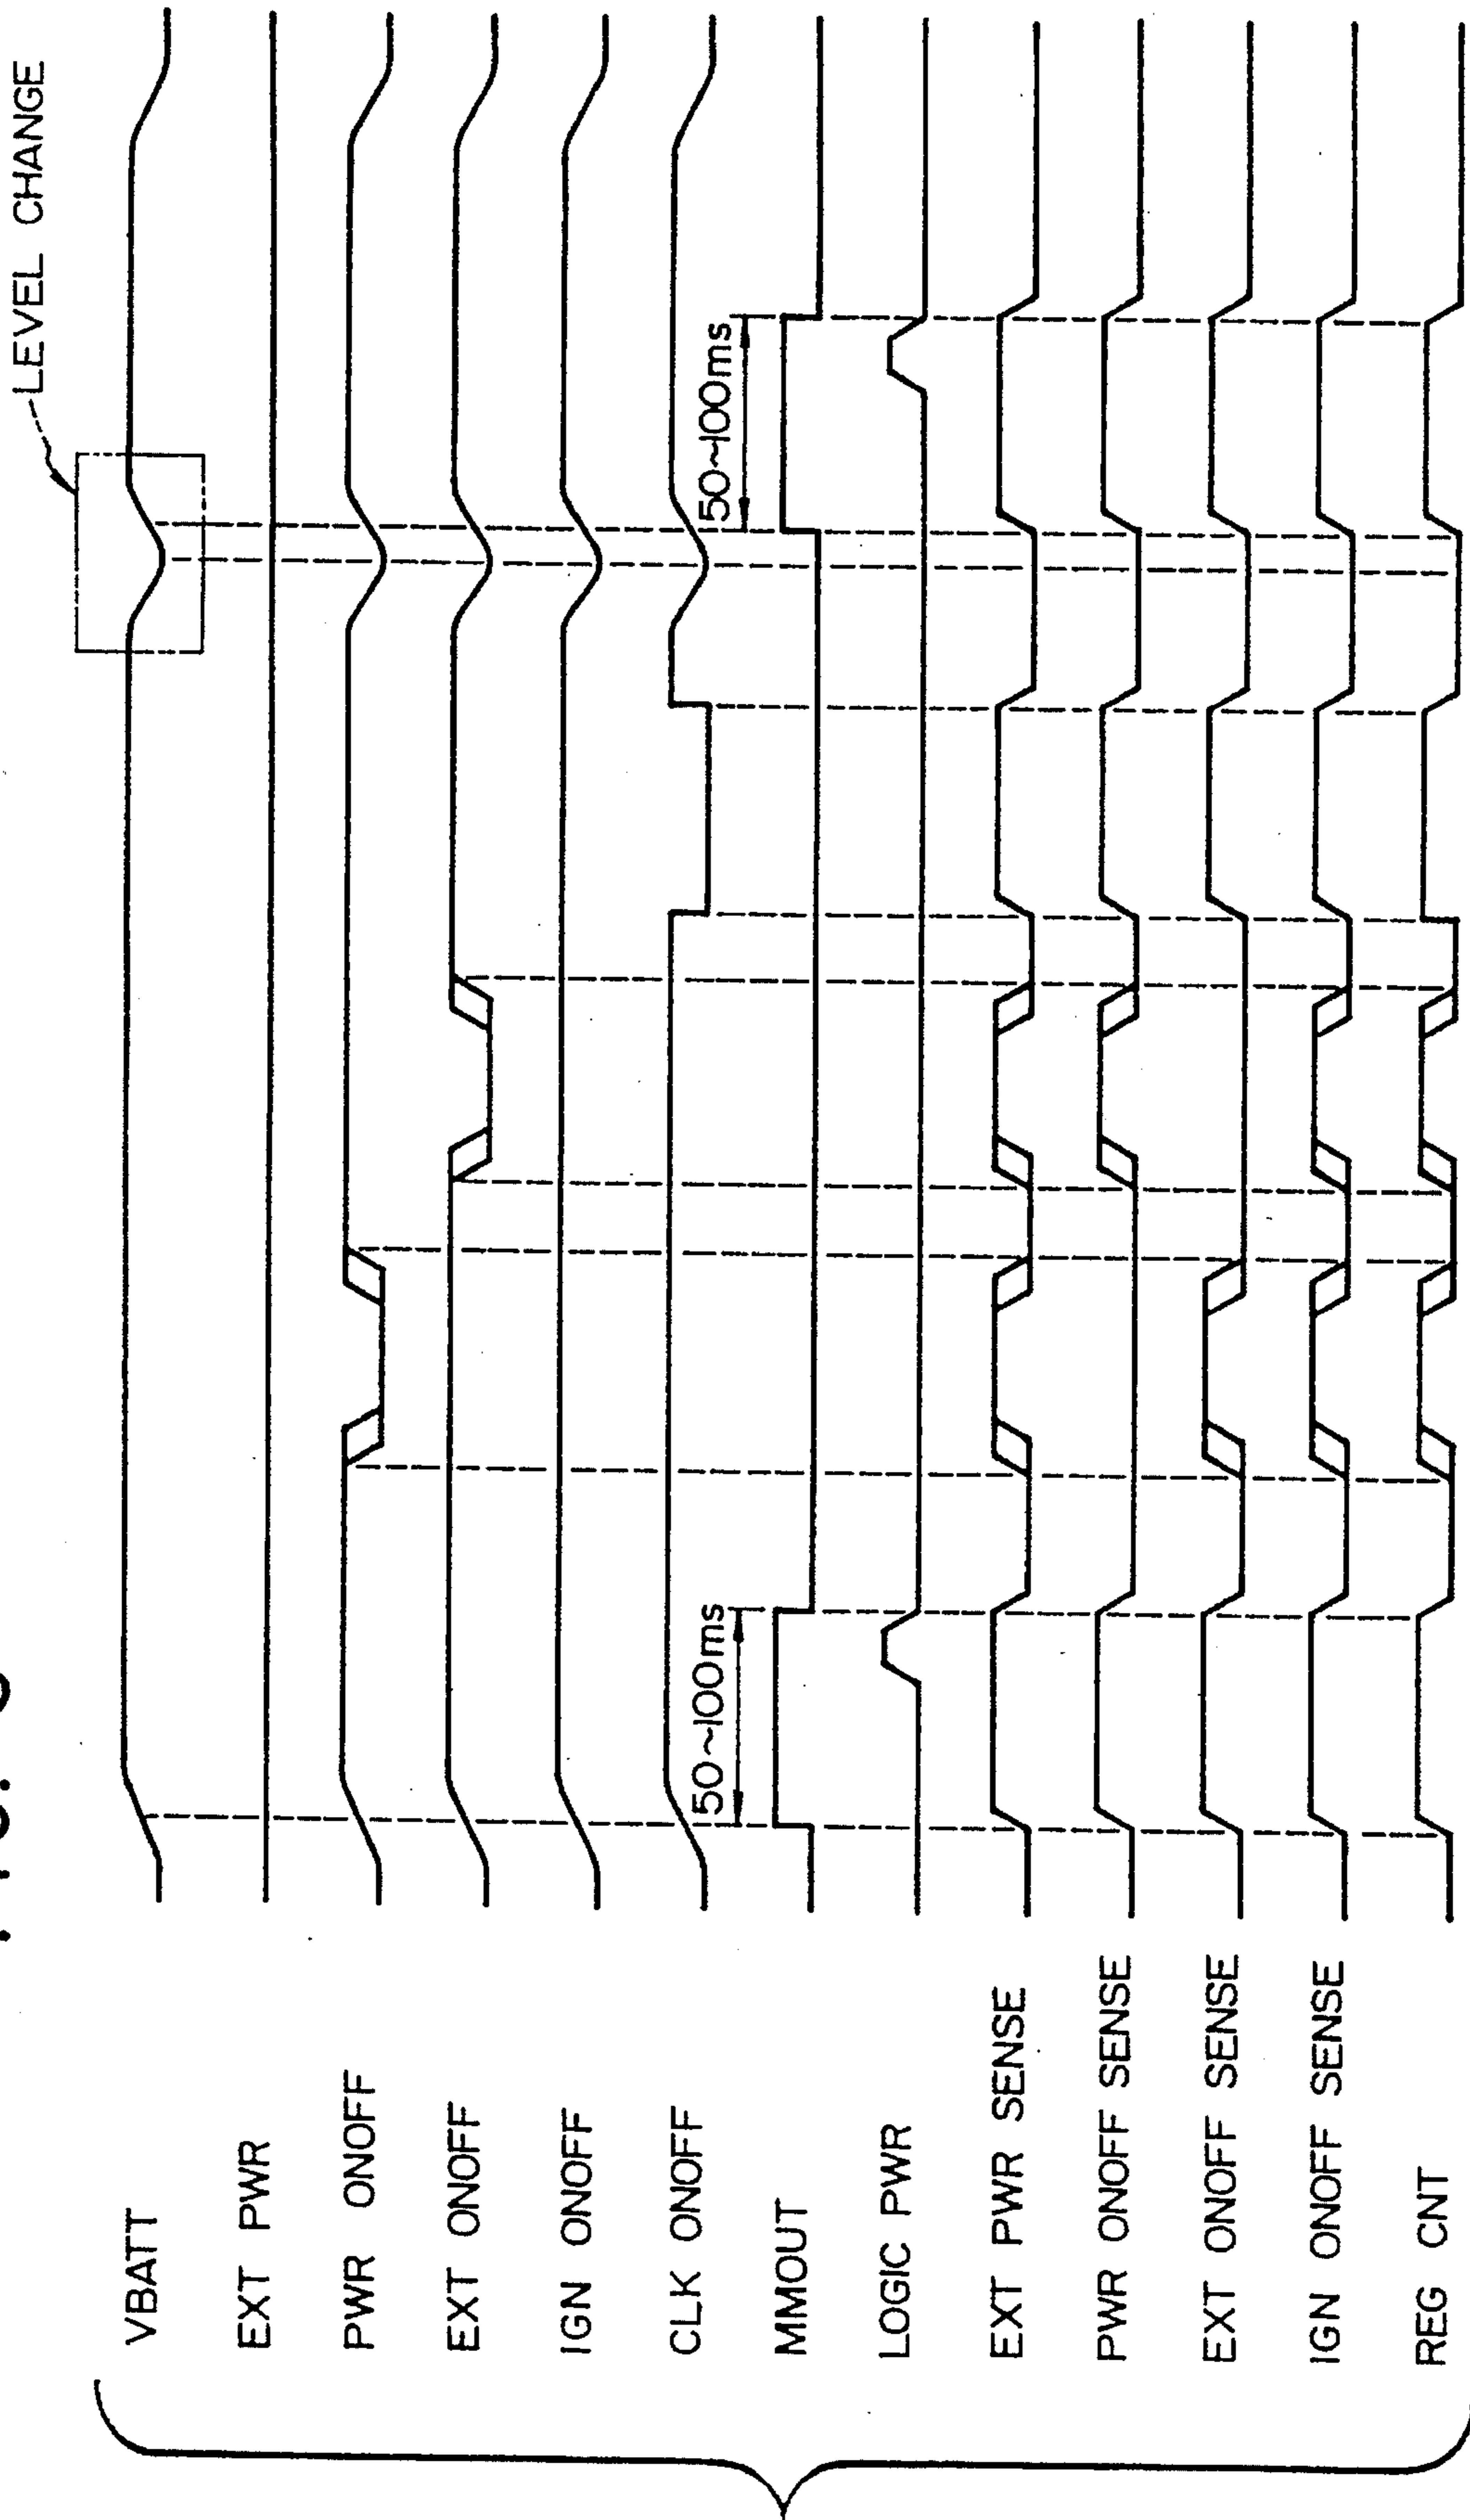 LEVEL CHANGE
VBATT
EXT PWR
PWR ONOFF
EXT ONOFF
IGN ONOFF
CLK ONOFF
50~100ms
50~100ms
MMOUT
LOGIC PWR
EXT PWR SENSE
PWR ONOFF SENSE
EXT ONOFF SENSE
IGN ONOFF SENSE
REG CNT